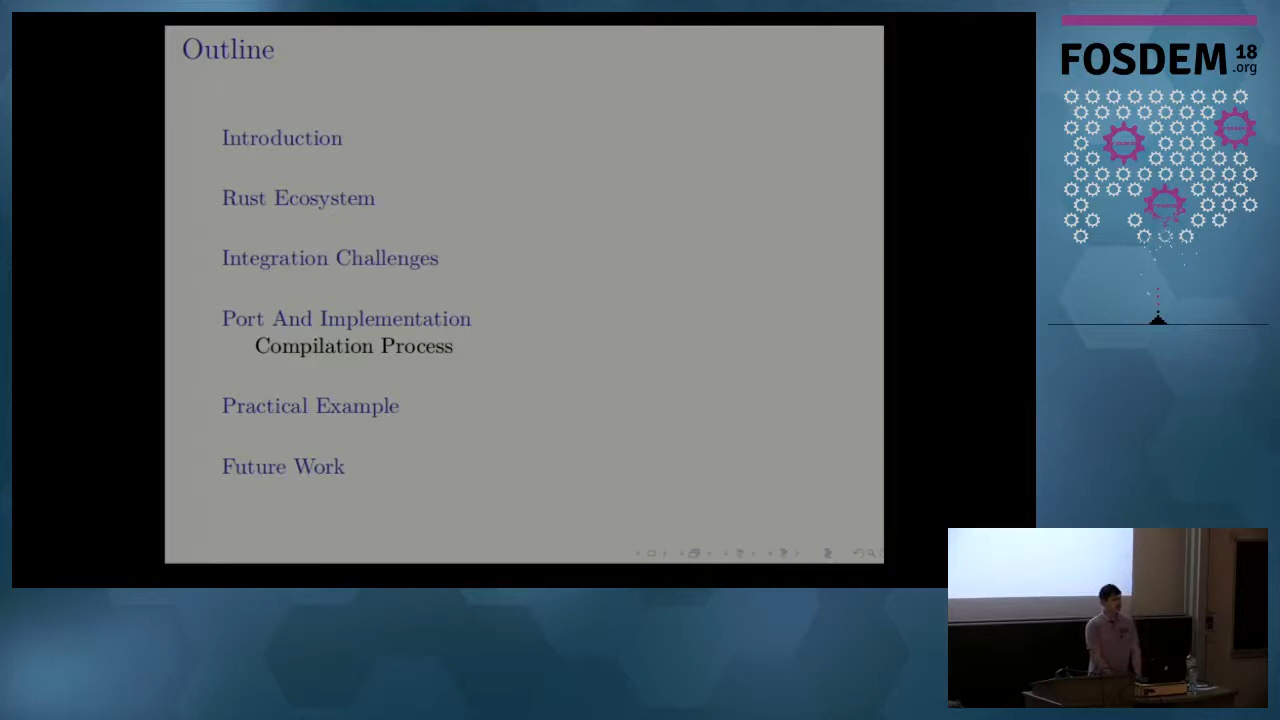 Outline
Introduction
Rust Ecosystem
Integration Challenges
Port And Implementation
Compilation Process
Practical Example
Future Work
FOSDEM 18
.org